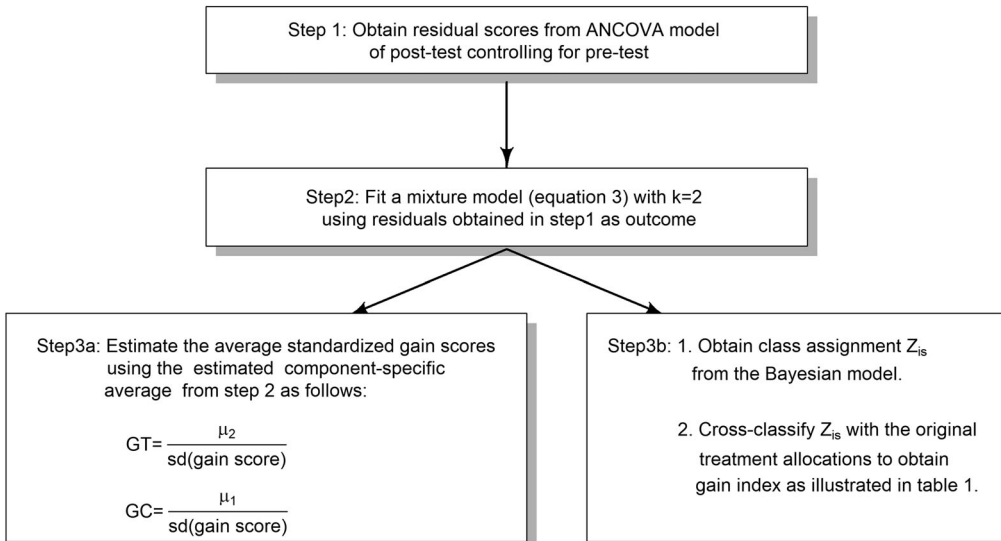 Step 1: Obtain residual scores from ANCOVA model
of post-test controlling for pre-test
Step2: Fit a mixture model (equation 3) with k=2
using residuals obtained in step1 as outcome
Step3a: Estimate the average standardized gain scores
using the estimated component-specific
average from step 2 as follows:
GT= μ₂ / sd(gain score)
GC= μ₁ / sd(gain score)
Step3b: 1. Obtain class assignment Zis
from the Bayesian model.
2. Cross-classify Zis with the original
treatment allocations to obtain
gain index as illustrated in table 1.